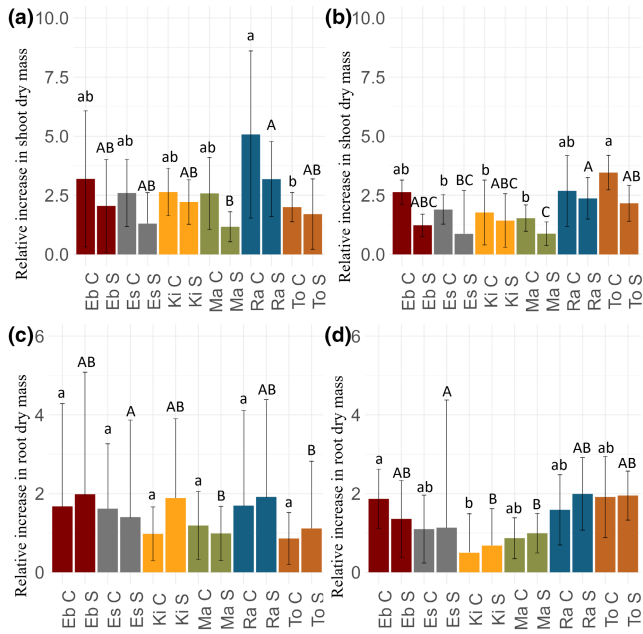 (a)
10.0
7.5
5.0
2.5
0.0
Relative increase in shoot dry mass
ab
AB
ab
AB
ab
AB
ab
B
a
A
b
AB
Eb C
Eb S
Es C
Es S
Ki C
Ki S
Ma C
Ma S
Ra C
Ra S
To C
To S
(b)
10.0
7.5
5.0
2.5
0.0
Relative increase in shoot dry mass
ab
ABC
b
BC
b
ABC
b
C
ab
A
a
AB
Eb C
Eb S
Es C
Es S
Ki C
Ki S
Ma C
Ma S
Ra C
Ra S
To C
To S
(c)
6
4
2
0
Relative increase in root dry mass
a
AB
a
A
a
AB
a
B
a
AB
a
B
Eb C
Eb S
Es C
Es S
Ki C
Ki S
Ma C
Ma S
Ra C
Ra S
To C
To S
(d)
6
4
2
0
Relative increase in root dry mass
a
AB
ab
A
b
B
ab
B
ab
AB
ab
AB
Eb C
Eb S
Es C
Es S
Ki C
Ki S
Ma C
Ma S
Ra C
Ra S
To C
To S